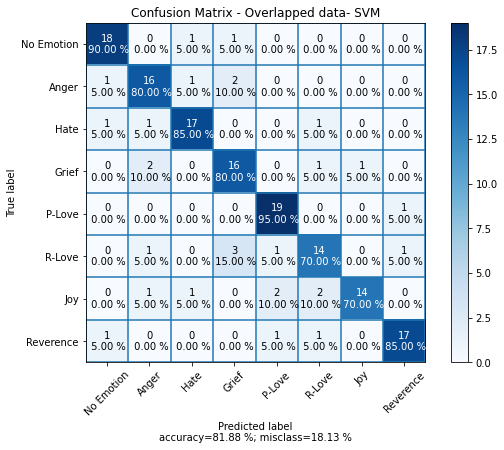 Confusion Matrix - Overlapped data- SVM
No Emotion 18 0 1 1 0 0 0 0
90.00 % 0.00 % 5.00 % 5.00 % 0.00 % 0.00 % 0.00 % 0.00 %
Anger 1 16 1 2 0 0 0 0
5.00 % 80.00 % 5.00 % 10.00 % 0.00 % 0.00 % 0.00 % 0.00 %
Hate 1 1 17 0 0 1 0 0
5.00 % 5.00 % 85.00 % 0.00 % 0.00 % 5.00 % 0.00 % 0.00 %
Grief 0 2 0 16 0 1 1 0
0.00 % 10.00 % 0.00 % 80.00 % 0.00 % 5.00 % 5.00 % 0.00 %
P-Love 0 0 0 0 19 0 0 1
0.00 % 0.00 % 0.00 % 0.00 % 95.00 % 0.00 % 0.00 % 5.00 %
R-Love 0 1 0 3 1 14 0 1
0.00 % 5.00 % 0.00 % 15.00 % 5.00 % 70.00 % 0.00 % 5.00 %
Joy 0 1 1 0 2 2 14 0
0.00 % 5.00 % 5.00 % 0.00 % 10.00 % 10.00 % 70.00 % 0.00 %
Reverence 1 0 0 0 1 1 0 17
5.00 % 0.00 % 0.00 % 0.00 % 5.00 % 5.00 % 0.00 % 85.00 %
True label
No Emotion Anger Hate Grief P-Love R-Love Joy Reverence
Predicted label
accuracy=81.88 %; misclass=18.13 %
17.5
15.0
12.5
10.0
7.5
5.0
2.5
0.0